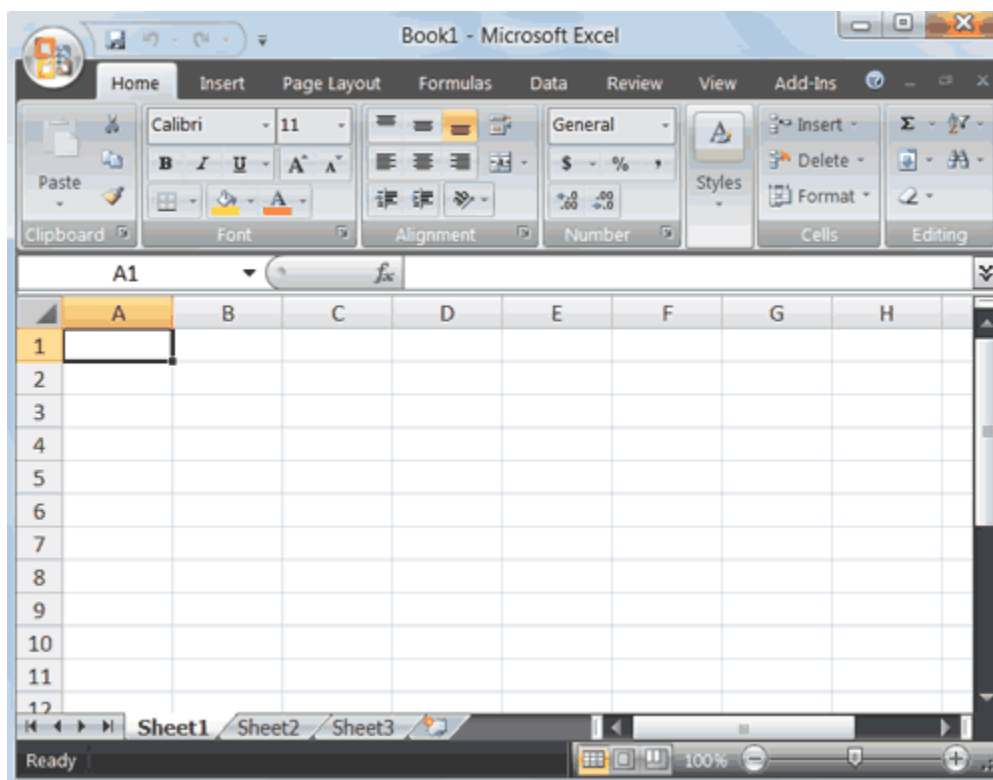 Book1 - Microsoft Excel
Home Insert Page Layout Formulas Data Review View Add-Ins
Calibri 11 General Insert Σ
B I U A A $ % , Delete
Paste A Styles Format
Clipboard Font Alignment Number Cells Editing
A1 fx
A B C D E F G H
1
2
3
4
5
6
7
8
9
10
11
12
Sheet1 Sheet2 Sheet3
Ready 100%